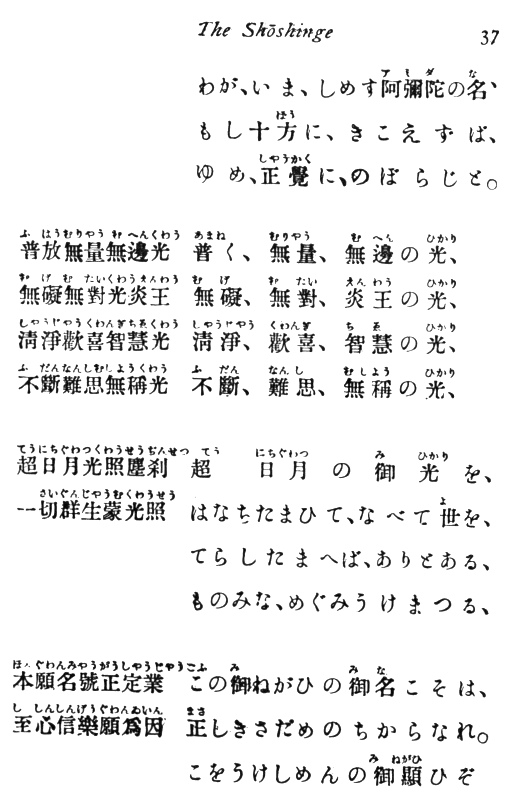 The Shōshinge 37
わが、いま、しめす阿彌陀の名、
もし十方に、きこえずば、
ゆめ、正覺に、のぼらじと。
普放無量無邊光 普く、無量、無邊の光、
無礙無對光炎王 無礙、無對、炎王の光、
淸淨歡喜智慧光 淸淨、歡喜、智慧の光、
不斷難思無稱光 不斷、難思、無稱の光、
超日月光照塵刹 超日月の御光を、
一切群生蒙光照 はなちたまひて、なべて世を、
てらしたまへば、ありとある、
ものみな、めぐみうけまつる、
本願名號正定業 この御ねがひの御名こそは、
至心信樂願爲因 正しきさだめのちからなれ。
こをうけしめんの御願ひぞ